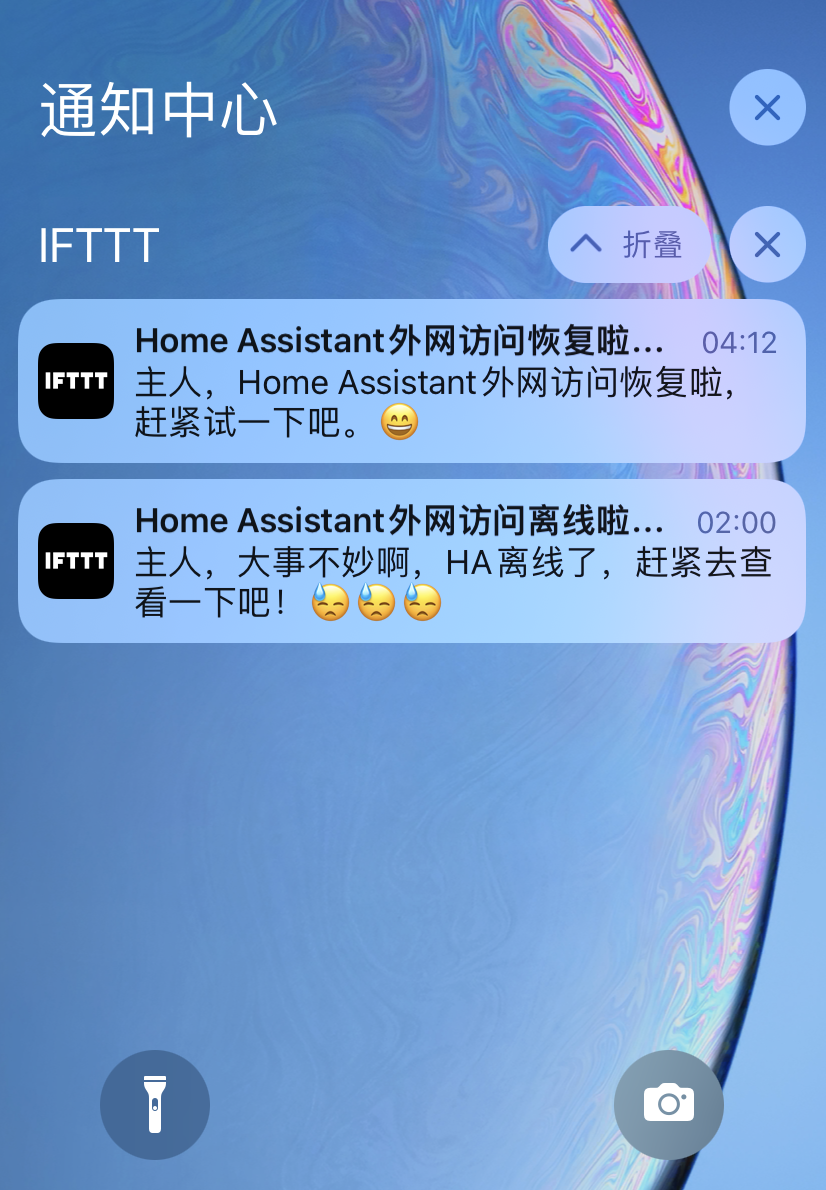 通知中心
IFTTT
折叠
Home Assistant外网访问恢复啦... 04:12
IFTTT
主人，Home Assistant外网访问恢复啦，
赶紧试一下吧。😄
Home Assistant外网访问离线啦... 02:00
IFTTT
主人，大事不妙啊，HA离线了，赶紧去查
看一下吧！😓😓😓